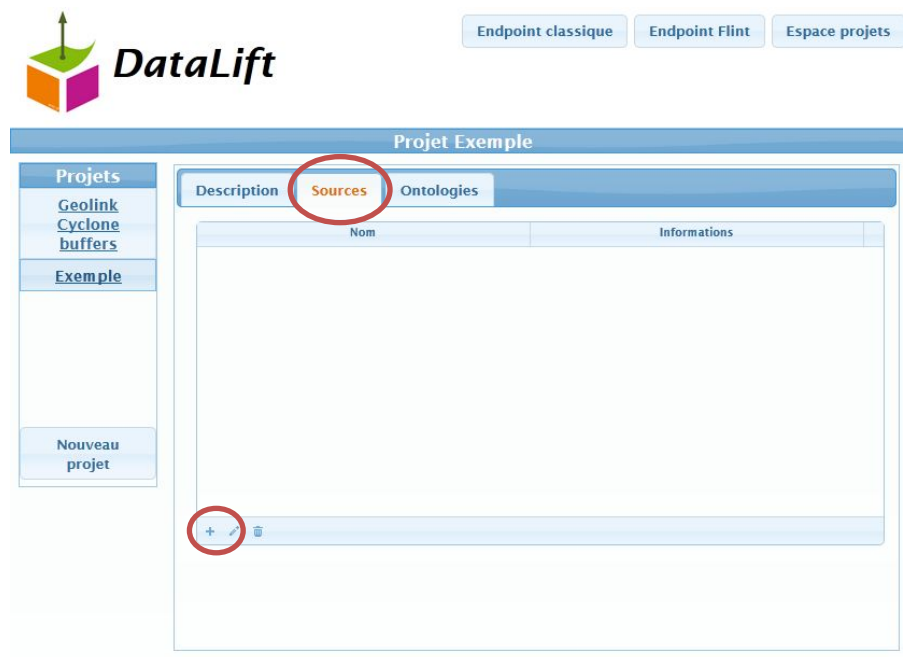 Endpoint classique Endpoint Flint Espace projets
DataLift
Projet Exemple
Projets
Geolink
Cyclone
buffers
Exemple
Nouveau
projet
Description Sources Ontologies
Nom Informations